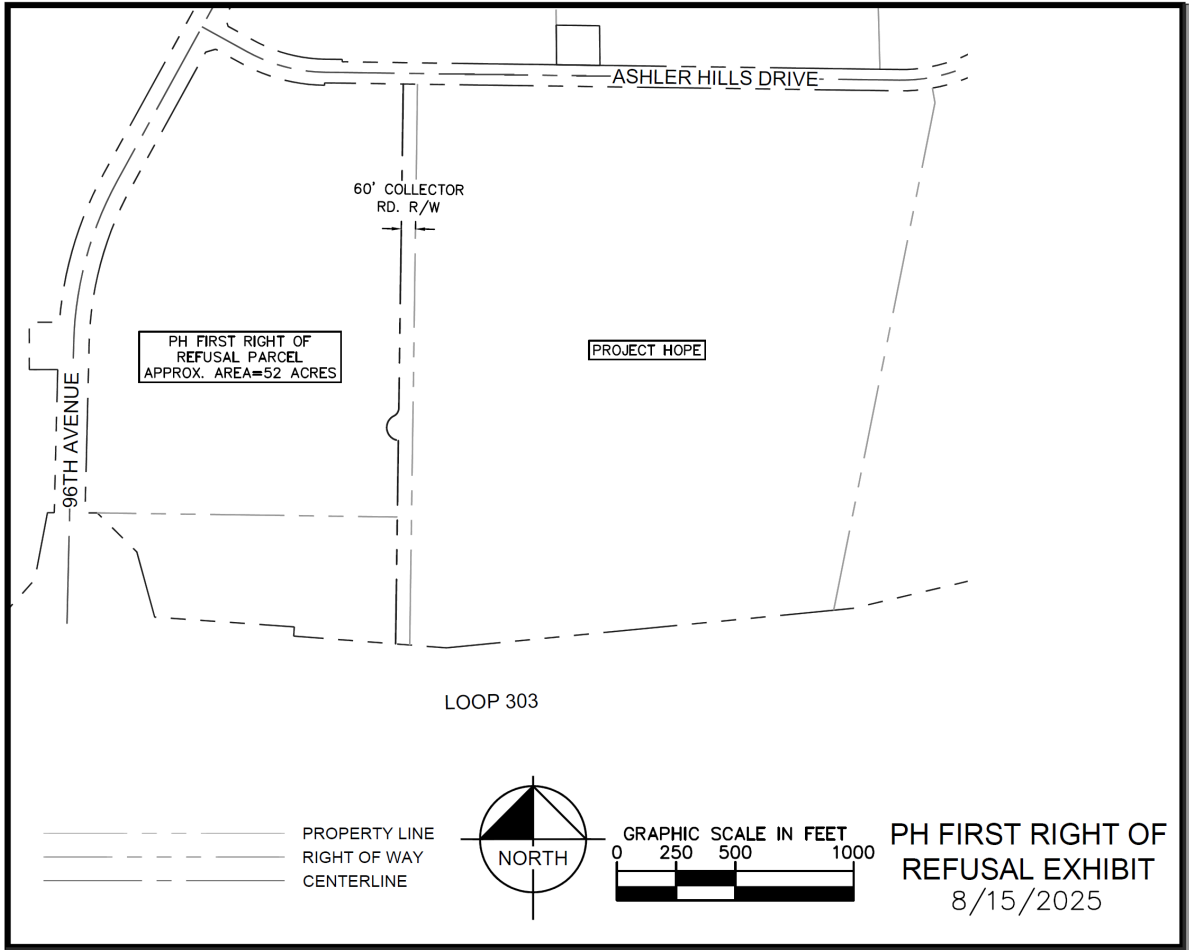 ASHLER HILLS DRIVE
60' COLLECTOR
RD. R/W
PH FIRST RIGHT OF
REFUSAL PARCEL
APPROX. AREA=52 ACRES
PROJECT HOPE
96TH AVENUE
LOOP 303
PROPERTY LINE
RIGHT OF WAY
CENTERLINE
NORTH
GRAPHIC SCALE IN FEET
0 250 500 1000
PH FIRST RIGHT OF
REFUSAL EXHIBIT
8/15/2025